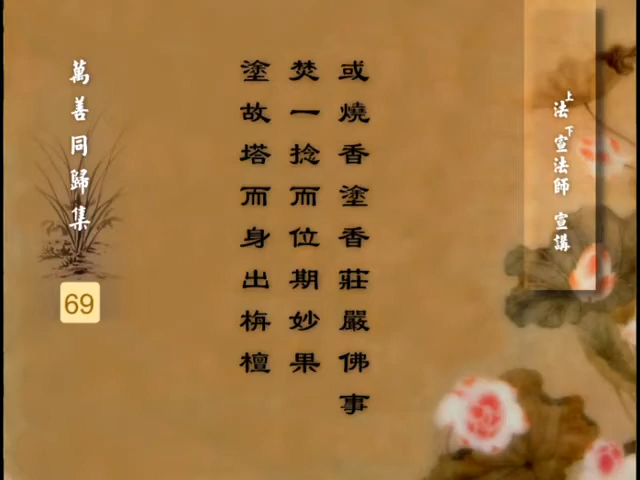 上法下宣法師 宣講
或燒香塗香莊嚴佛事
焚一捻而位期妙果
塗故塔而身出栴檀
萬善同歸集
69